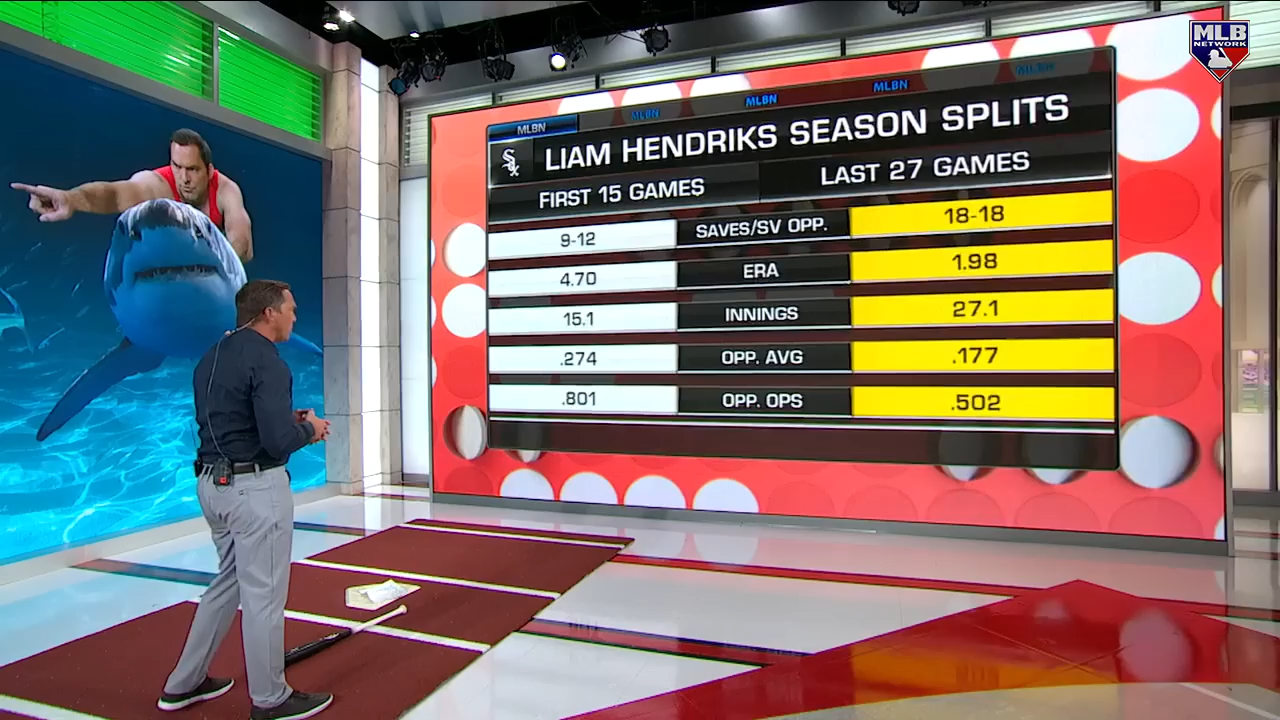 MLB
NETWORK
MLBN
MLBN
MLBN
MLBN
MLBN
Sox
LIAM HENDRIKS SEASON SPLITS
FIRST 15 GAMES LAST 27 GAMES
9-12 SAVES/SV OPP. 18-18
4.70 ERA 1.98
15.1 INNINGS 27.1
.274 OPP. AVG .177
.801 OPP. OPS .502